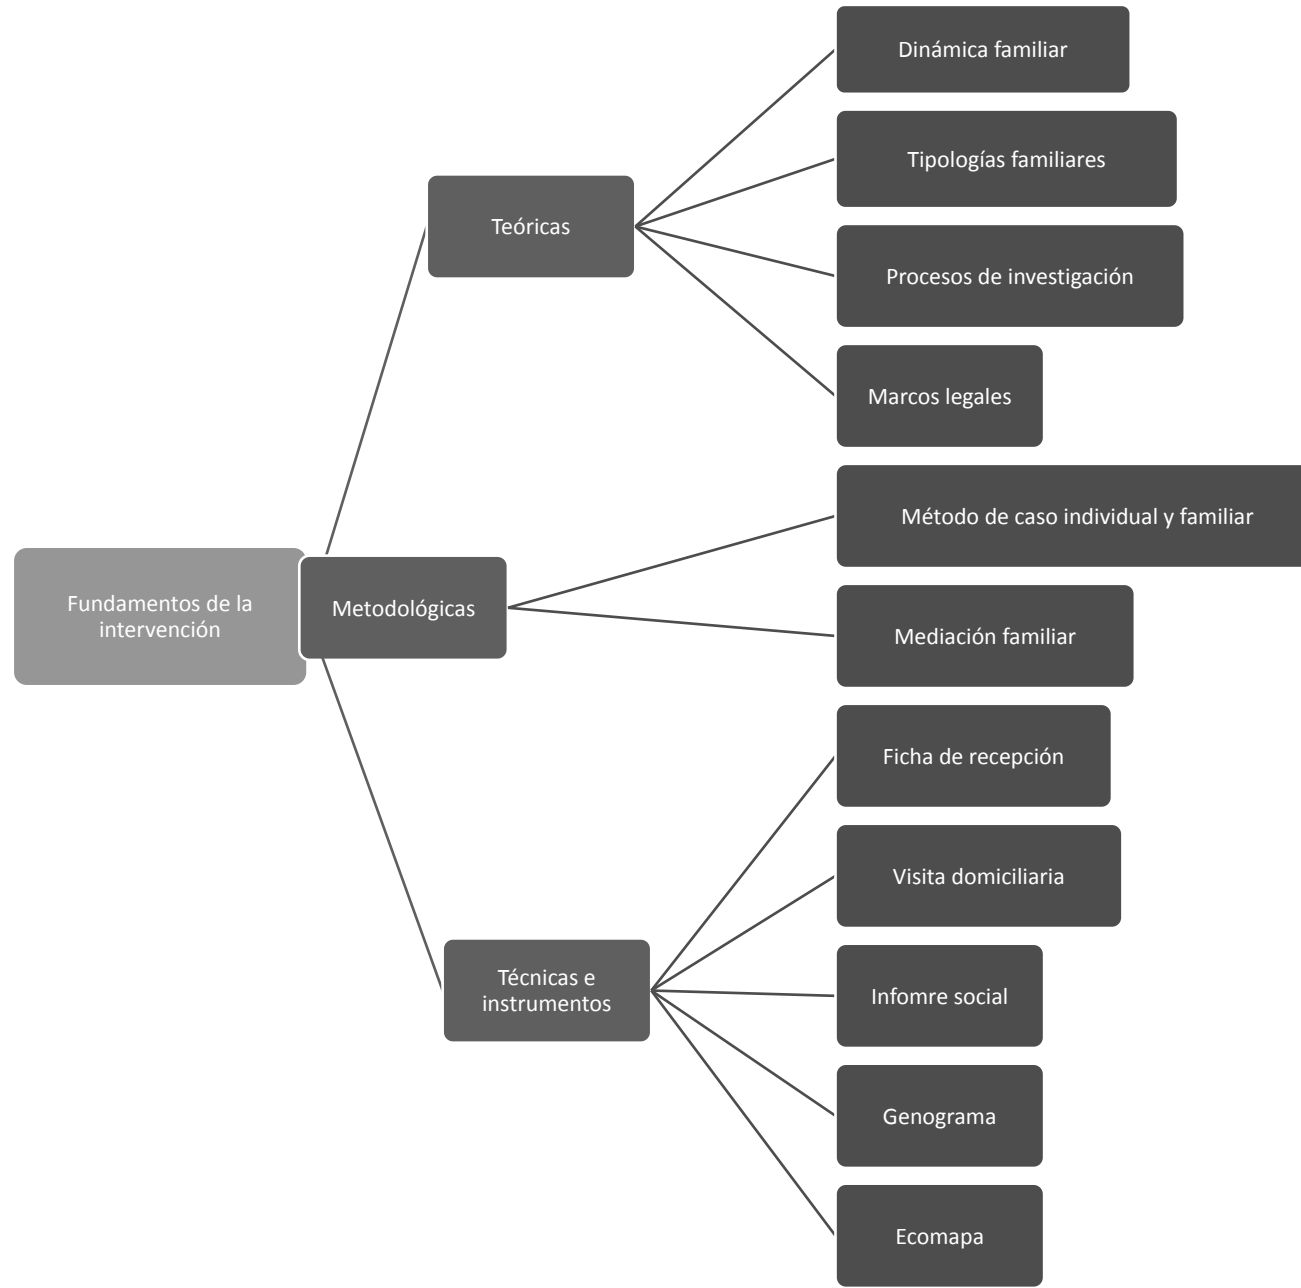 Fundamentos de la
intervención
Teóricas
Dinámica familiar
Tipologías familiares
Procesos de investigación
Marcos legales
Metodológicas
Método de caso individual y familiar
Mediación familiar
Técnicas e
instrumentos
Ficha de recepción
Visita domiciliaria
Infomre social
Genograma
Ecomapa